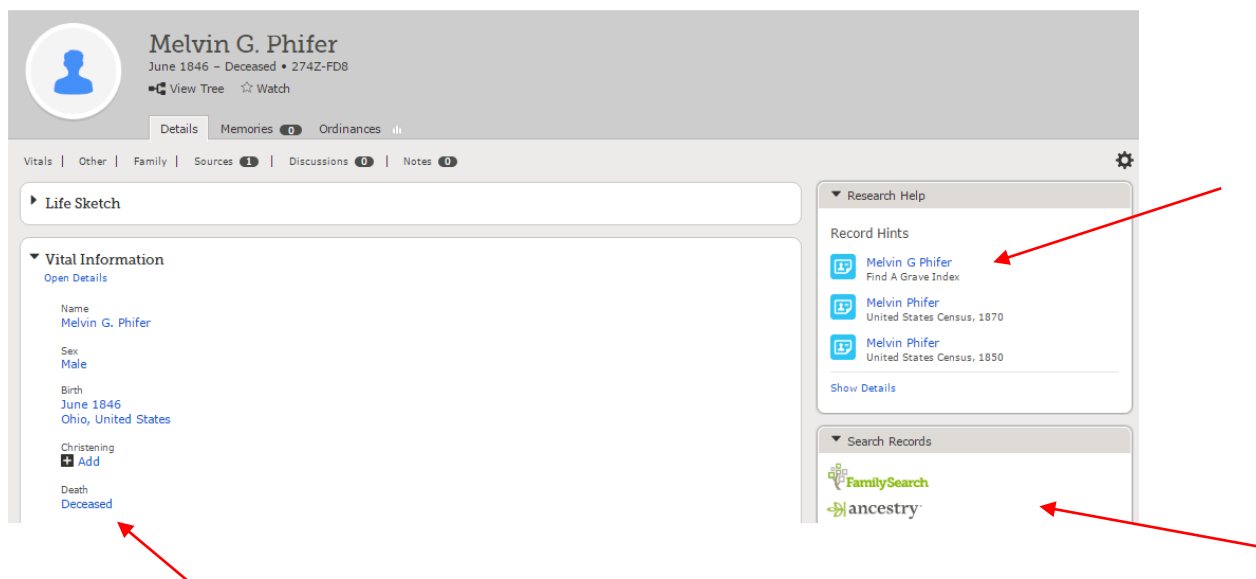 Melvin G. Phifer
June 1846 – Deceased • 274Z-FD8
View Tree Watch
Details Memories 0 Ordinances
Vitals | Other | Family | Sources 1 | Discussions 0 | Notes 0
Life Sketch
Vital Information
Open Details
Name
Melvin G. Phifer
Sex
Male
Birth
June 1846
Ohio, United States
Christening
Add
Death
Deceased
Research Help
Record Hints
Melvin G Phifer
Find A Grave Index
Melvin Phifer
United States Census, 1870
Melvin Phifer
United States Census, 1850
Show Details
Search Records
FamilySearch
ancestry